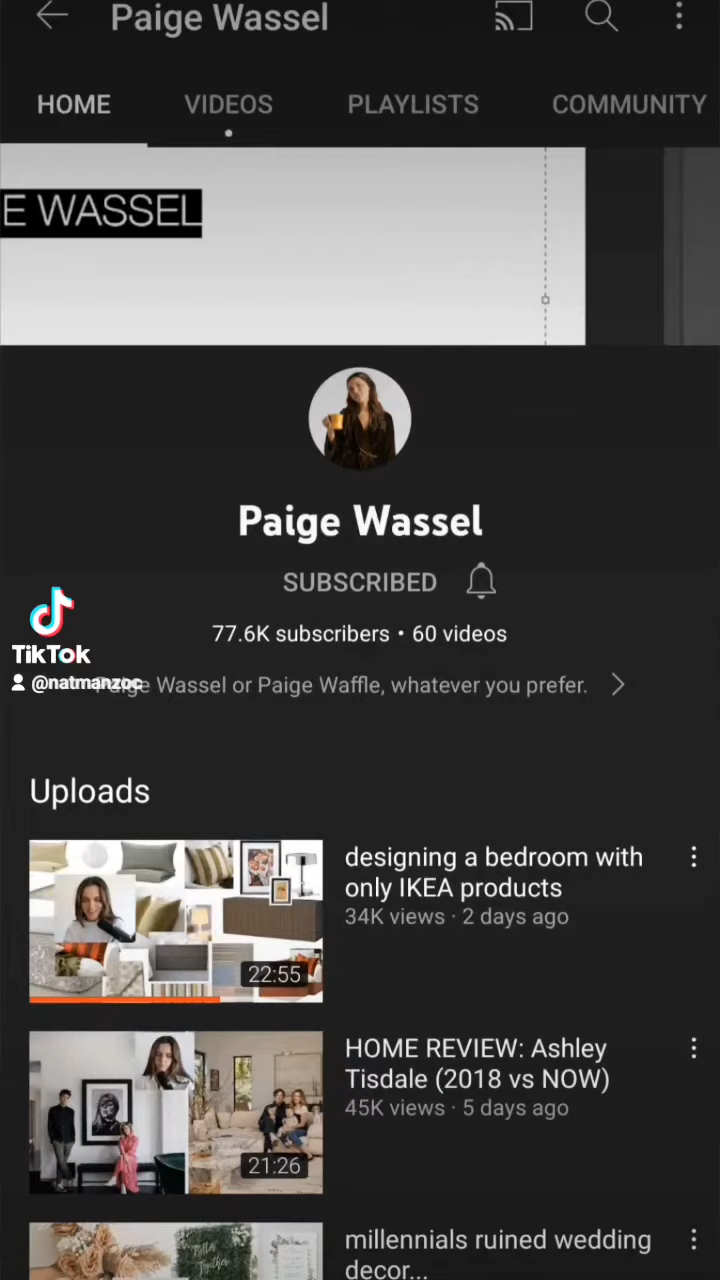 Paige Wassel
HOME VIDEOS PLAYLISTS COMMUNITY
E WASSEL
Paige Wassel
SUBSCRIBED
77.6K subscribers • 60 videos
TikTok
@natmanzoc
Paige Wassel or Paige Waffle, whatever you prefer.
Uploads
designing a bedroom with
only IKEA products
34K views · 2 days ago
22:55
HOME REVIEW: Ashley
Tisdale (2018 vs NOW)
45K views · 5 days ago
21:26
millennials ruined wedding
decor...